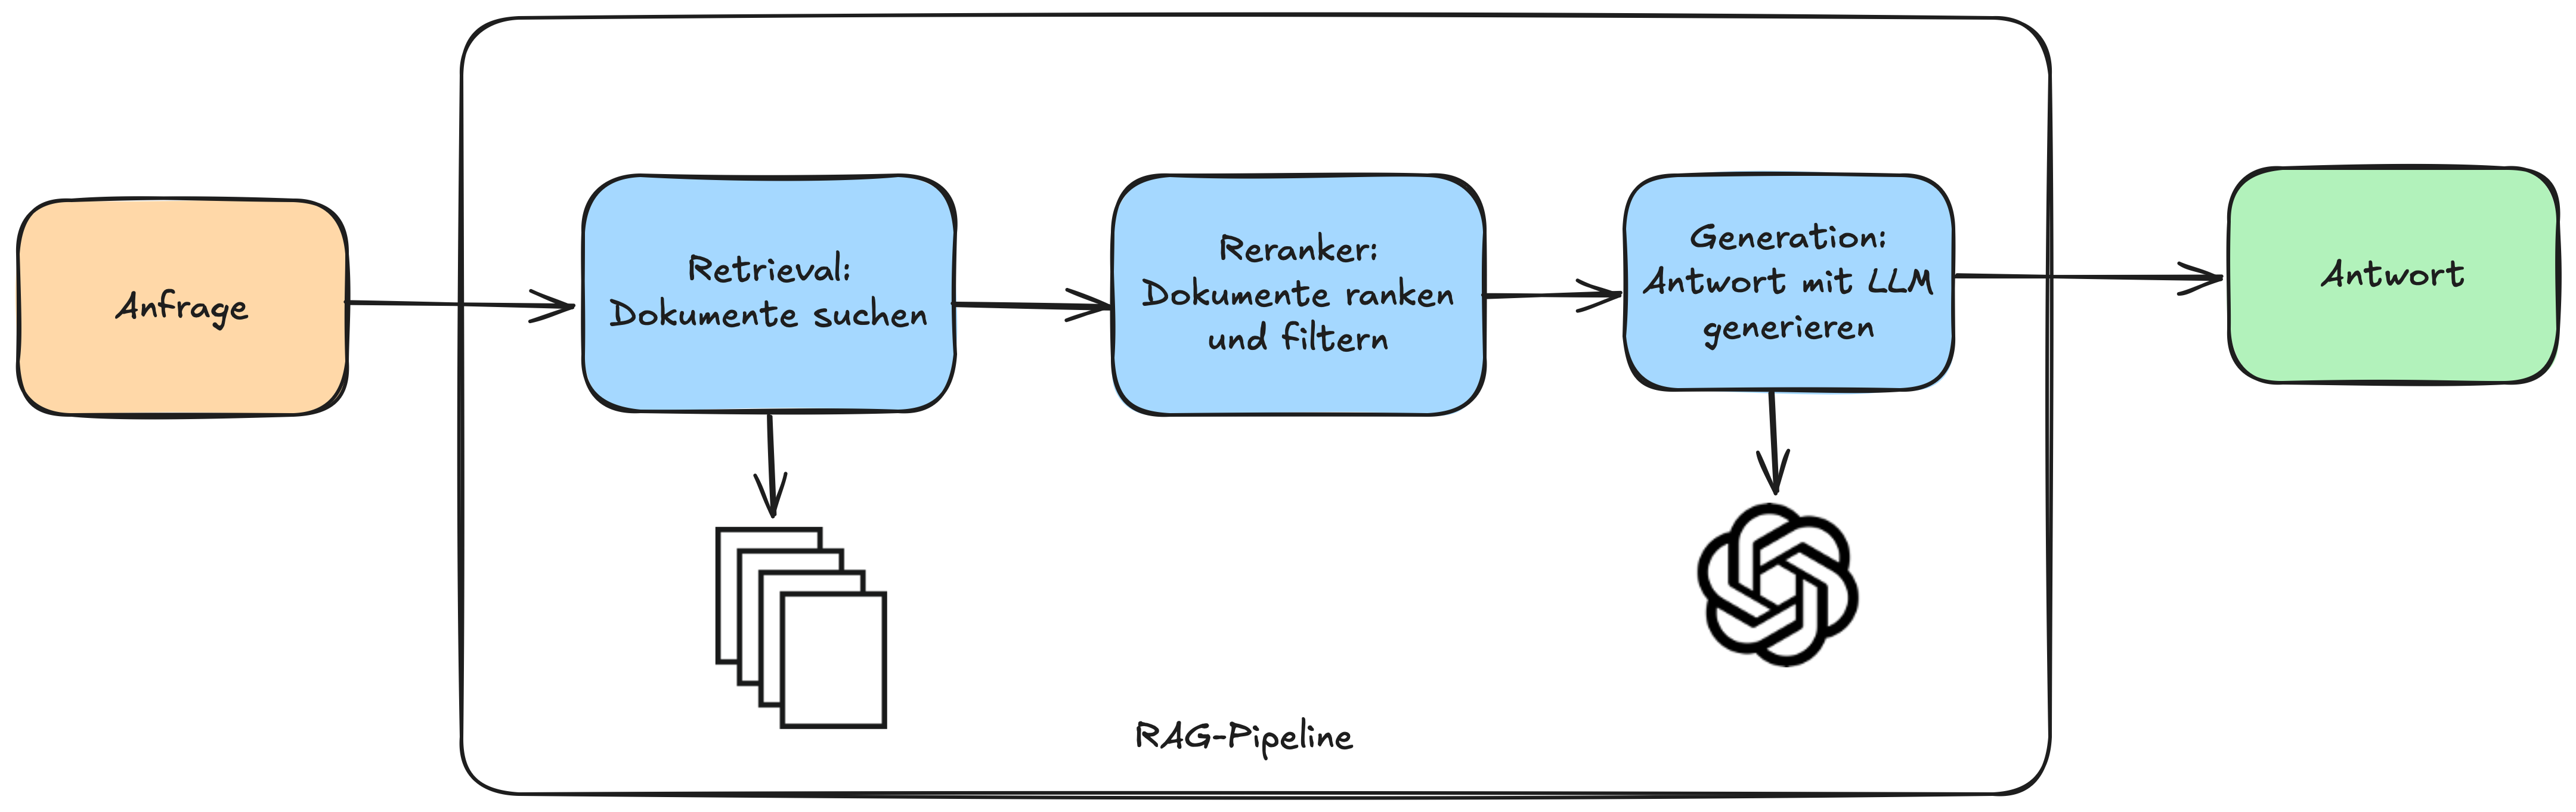 Anfrage
Retrieval:
Dokumente suchen
Reranker:
Dokumente ranken
und filtern
Generation:
Antwort mit LLM
generieren
Antwort
RAG-Pipeline